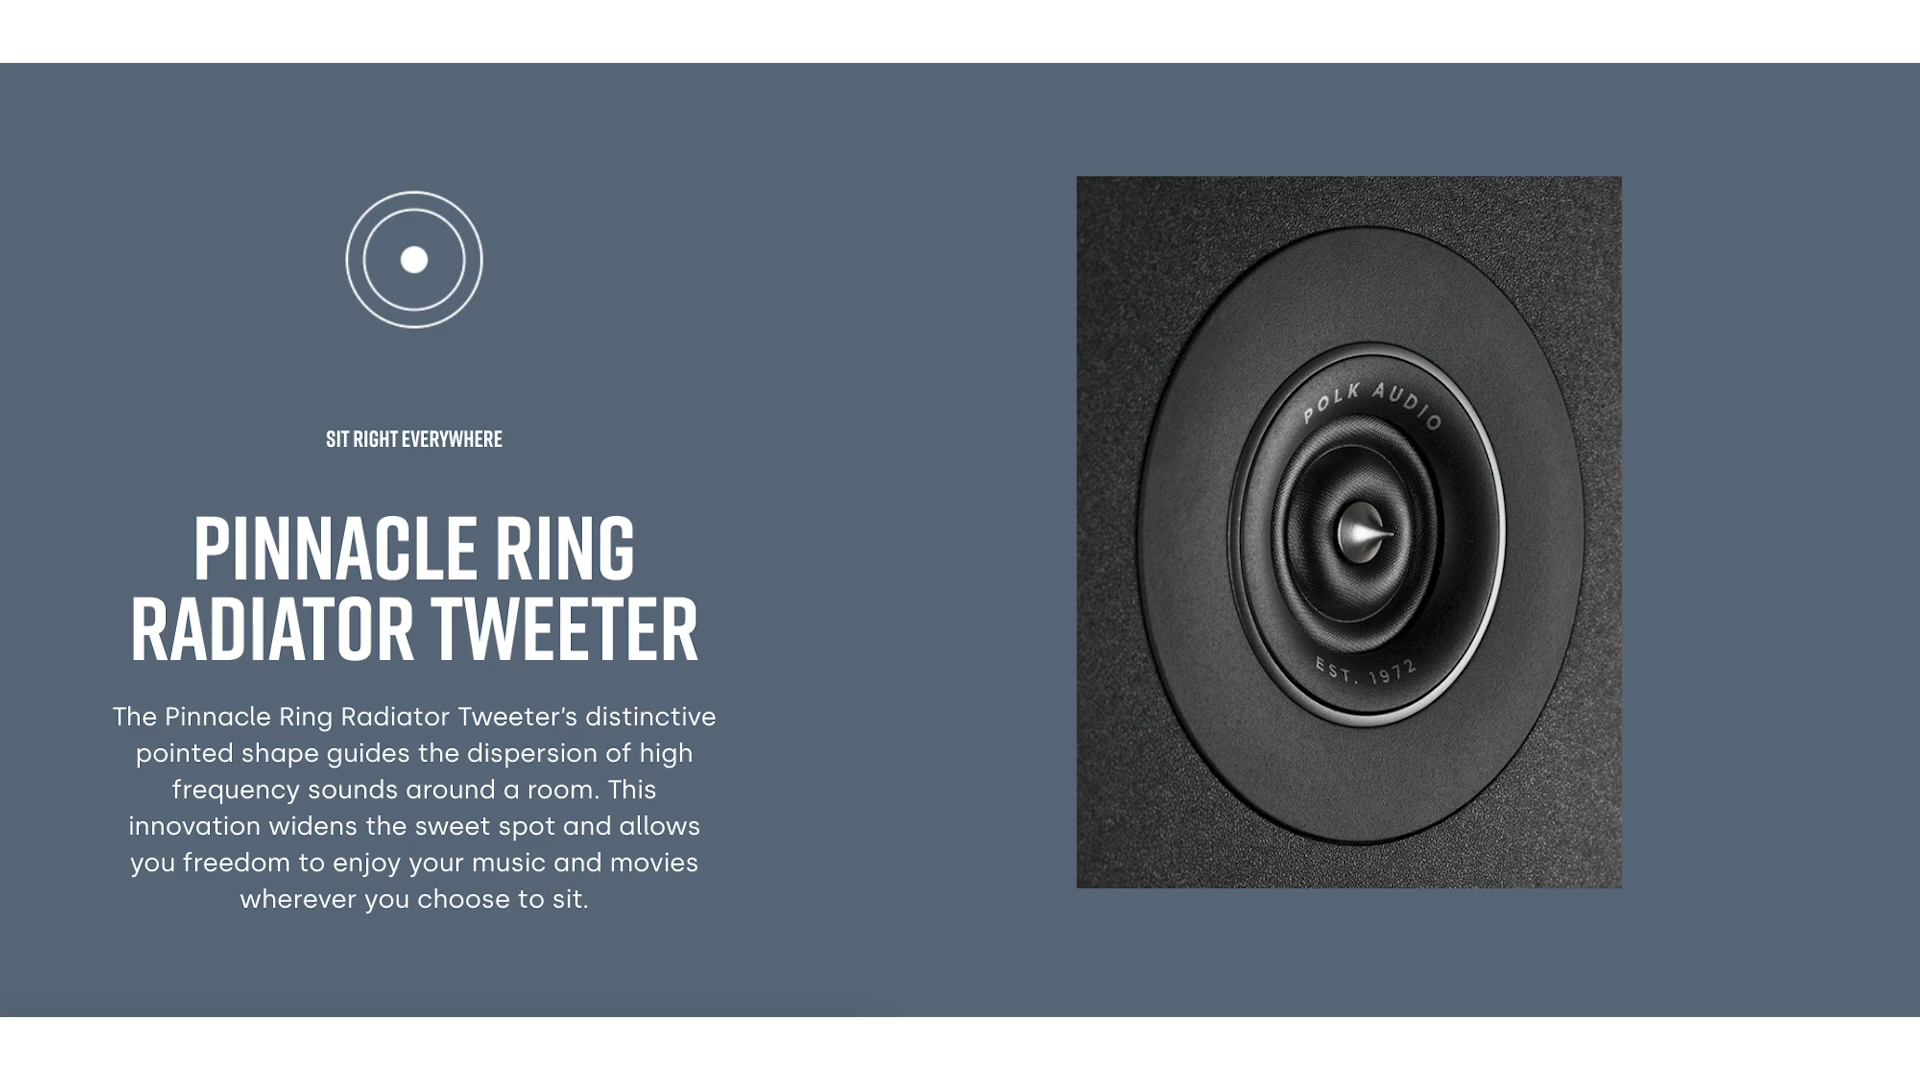 SIT RIGHT EVERYWHERE
PINNACLE RING
RADIATOR TWEETER
The Pinnacle Ring Radiator Tweeter’s distinctive
pointed shape guides the dispersion of high
frequency sounds around a room. This
innovation widens the sweet spot and allows
you freedom to enjoy your music and movies
wherever you choose to sit.
POLK AUDIO
EST. 1972